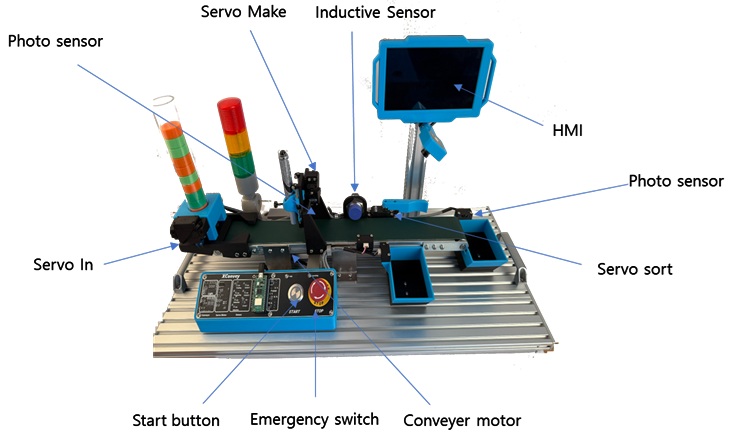 Servo Make
Inductive Sensor
Photo sensor
HMI
Photo sensor
Servo In
Servo sort
START
STOP
Start button
Emergency switch
Conveyer motor